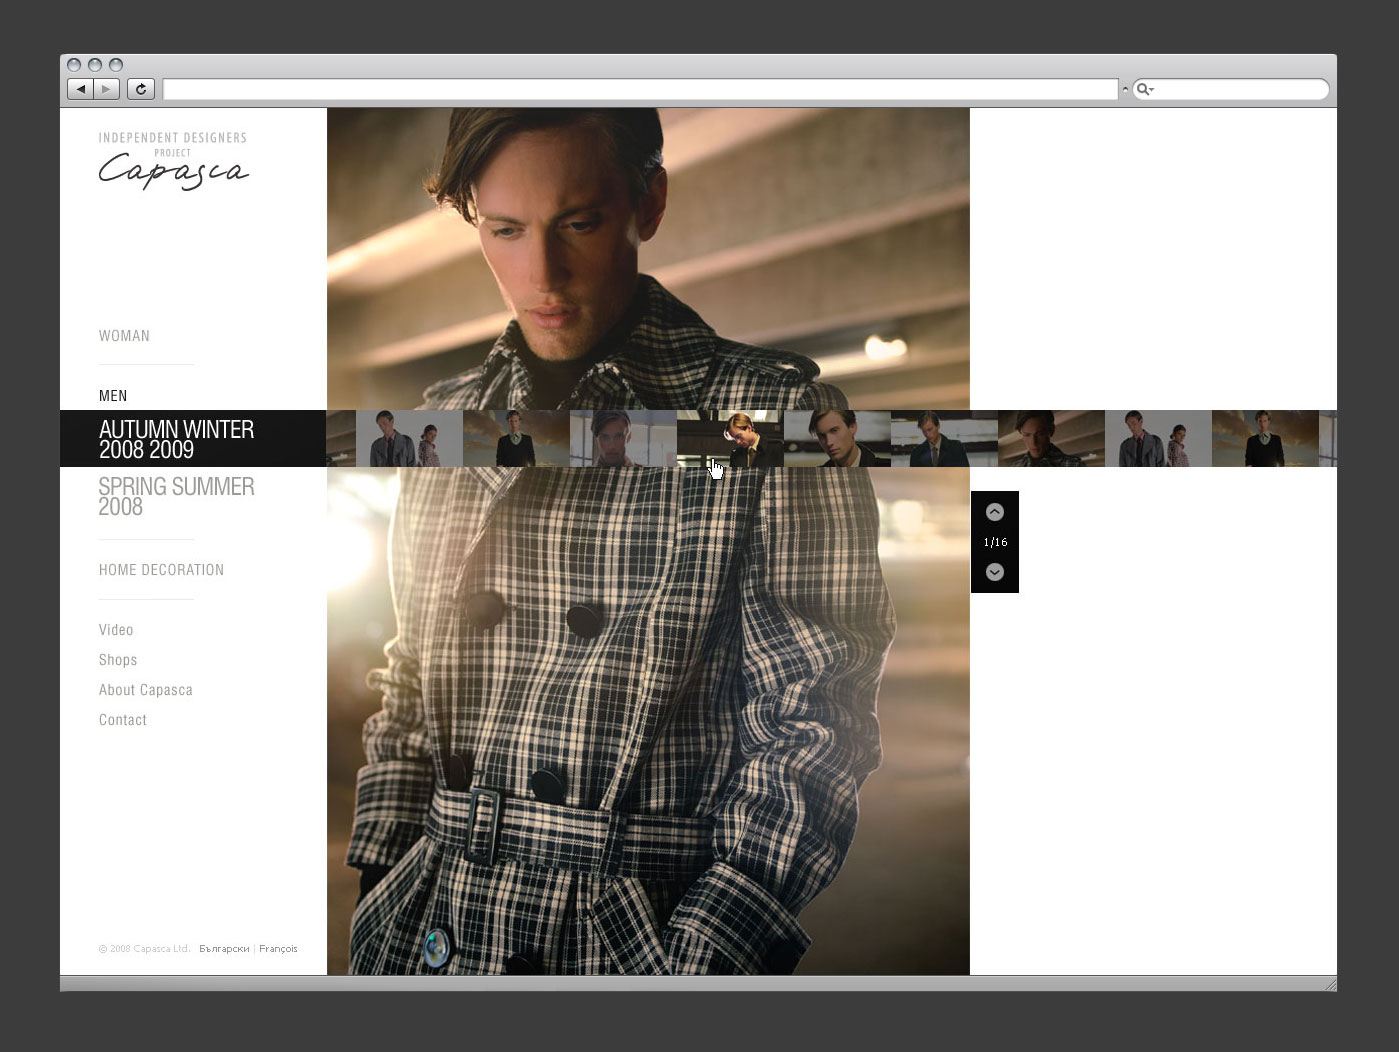 INDEPENDENT DESIGNERS
PROJECT
Capasca
WOMAN
MEN
AUTUMN WINTER
2008 2009
SPRING SUMMER
2008
1/16
HOME DECORATION
Video
Shops
About Capasca
Contact
© 2008 Capasca Ltd. Български | François